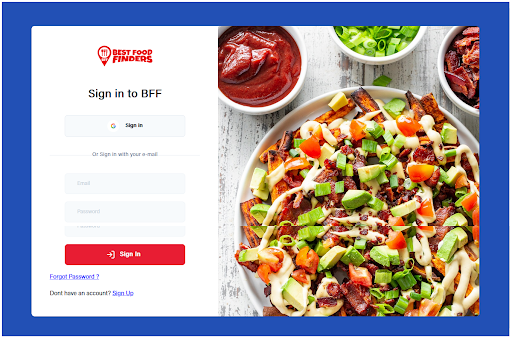 BEST FOOD
FINDERS
Sign in to BFF
Sign in
Or Sign in with your e-mail
Email
Password
Sign In
Forgot Password ?
Dont have an account? Sign Up